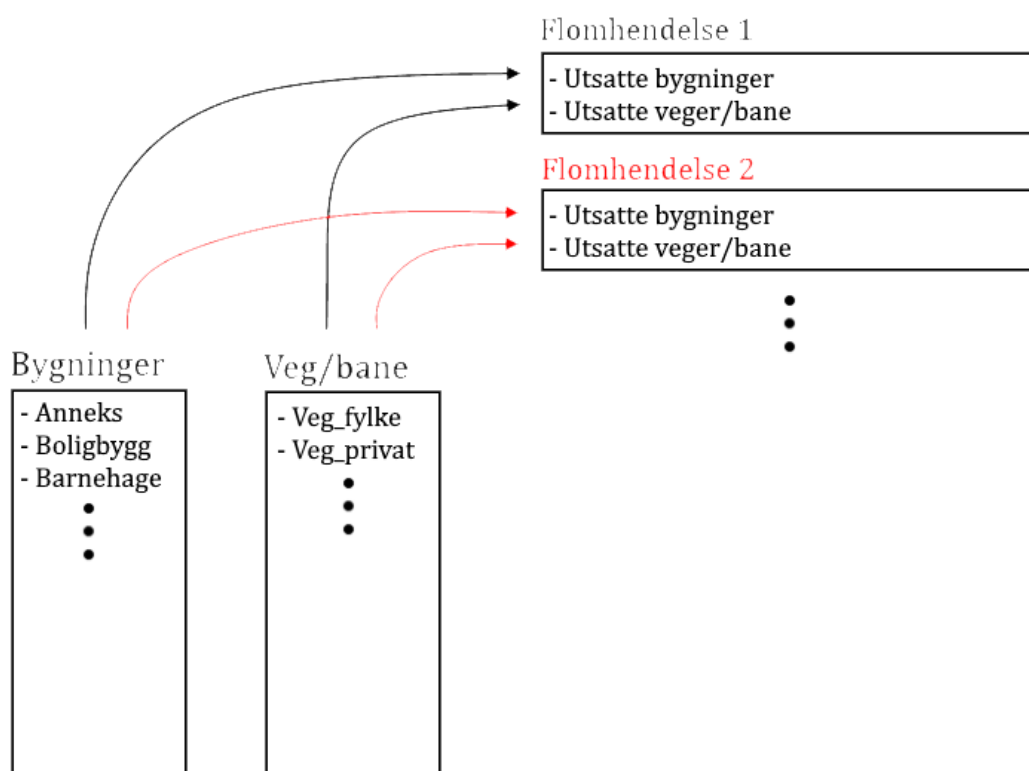 Flomhendelse 1
- Utsatte bygninger
- Utsatte veger/bane
Flomhendelse 2
- Utsatte bygninger
- Utsatte veger/bane
Bygninger
- Anneks
- Boligbygg
- Barnehage
Veg/bane
- Veg_fylke
- Veg_privat